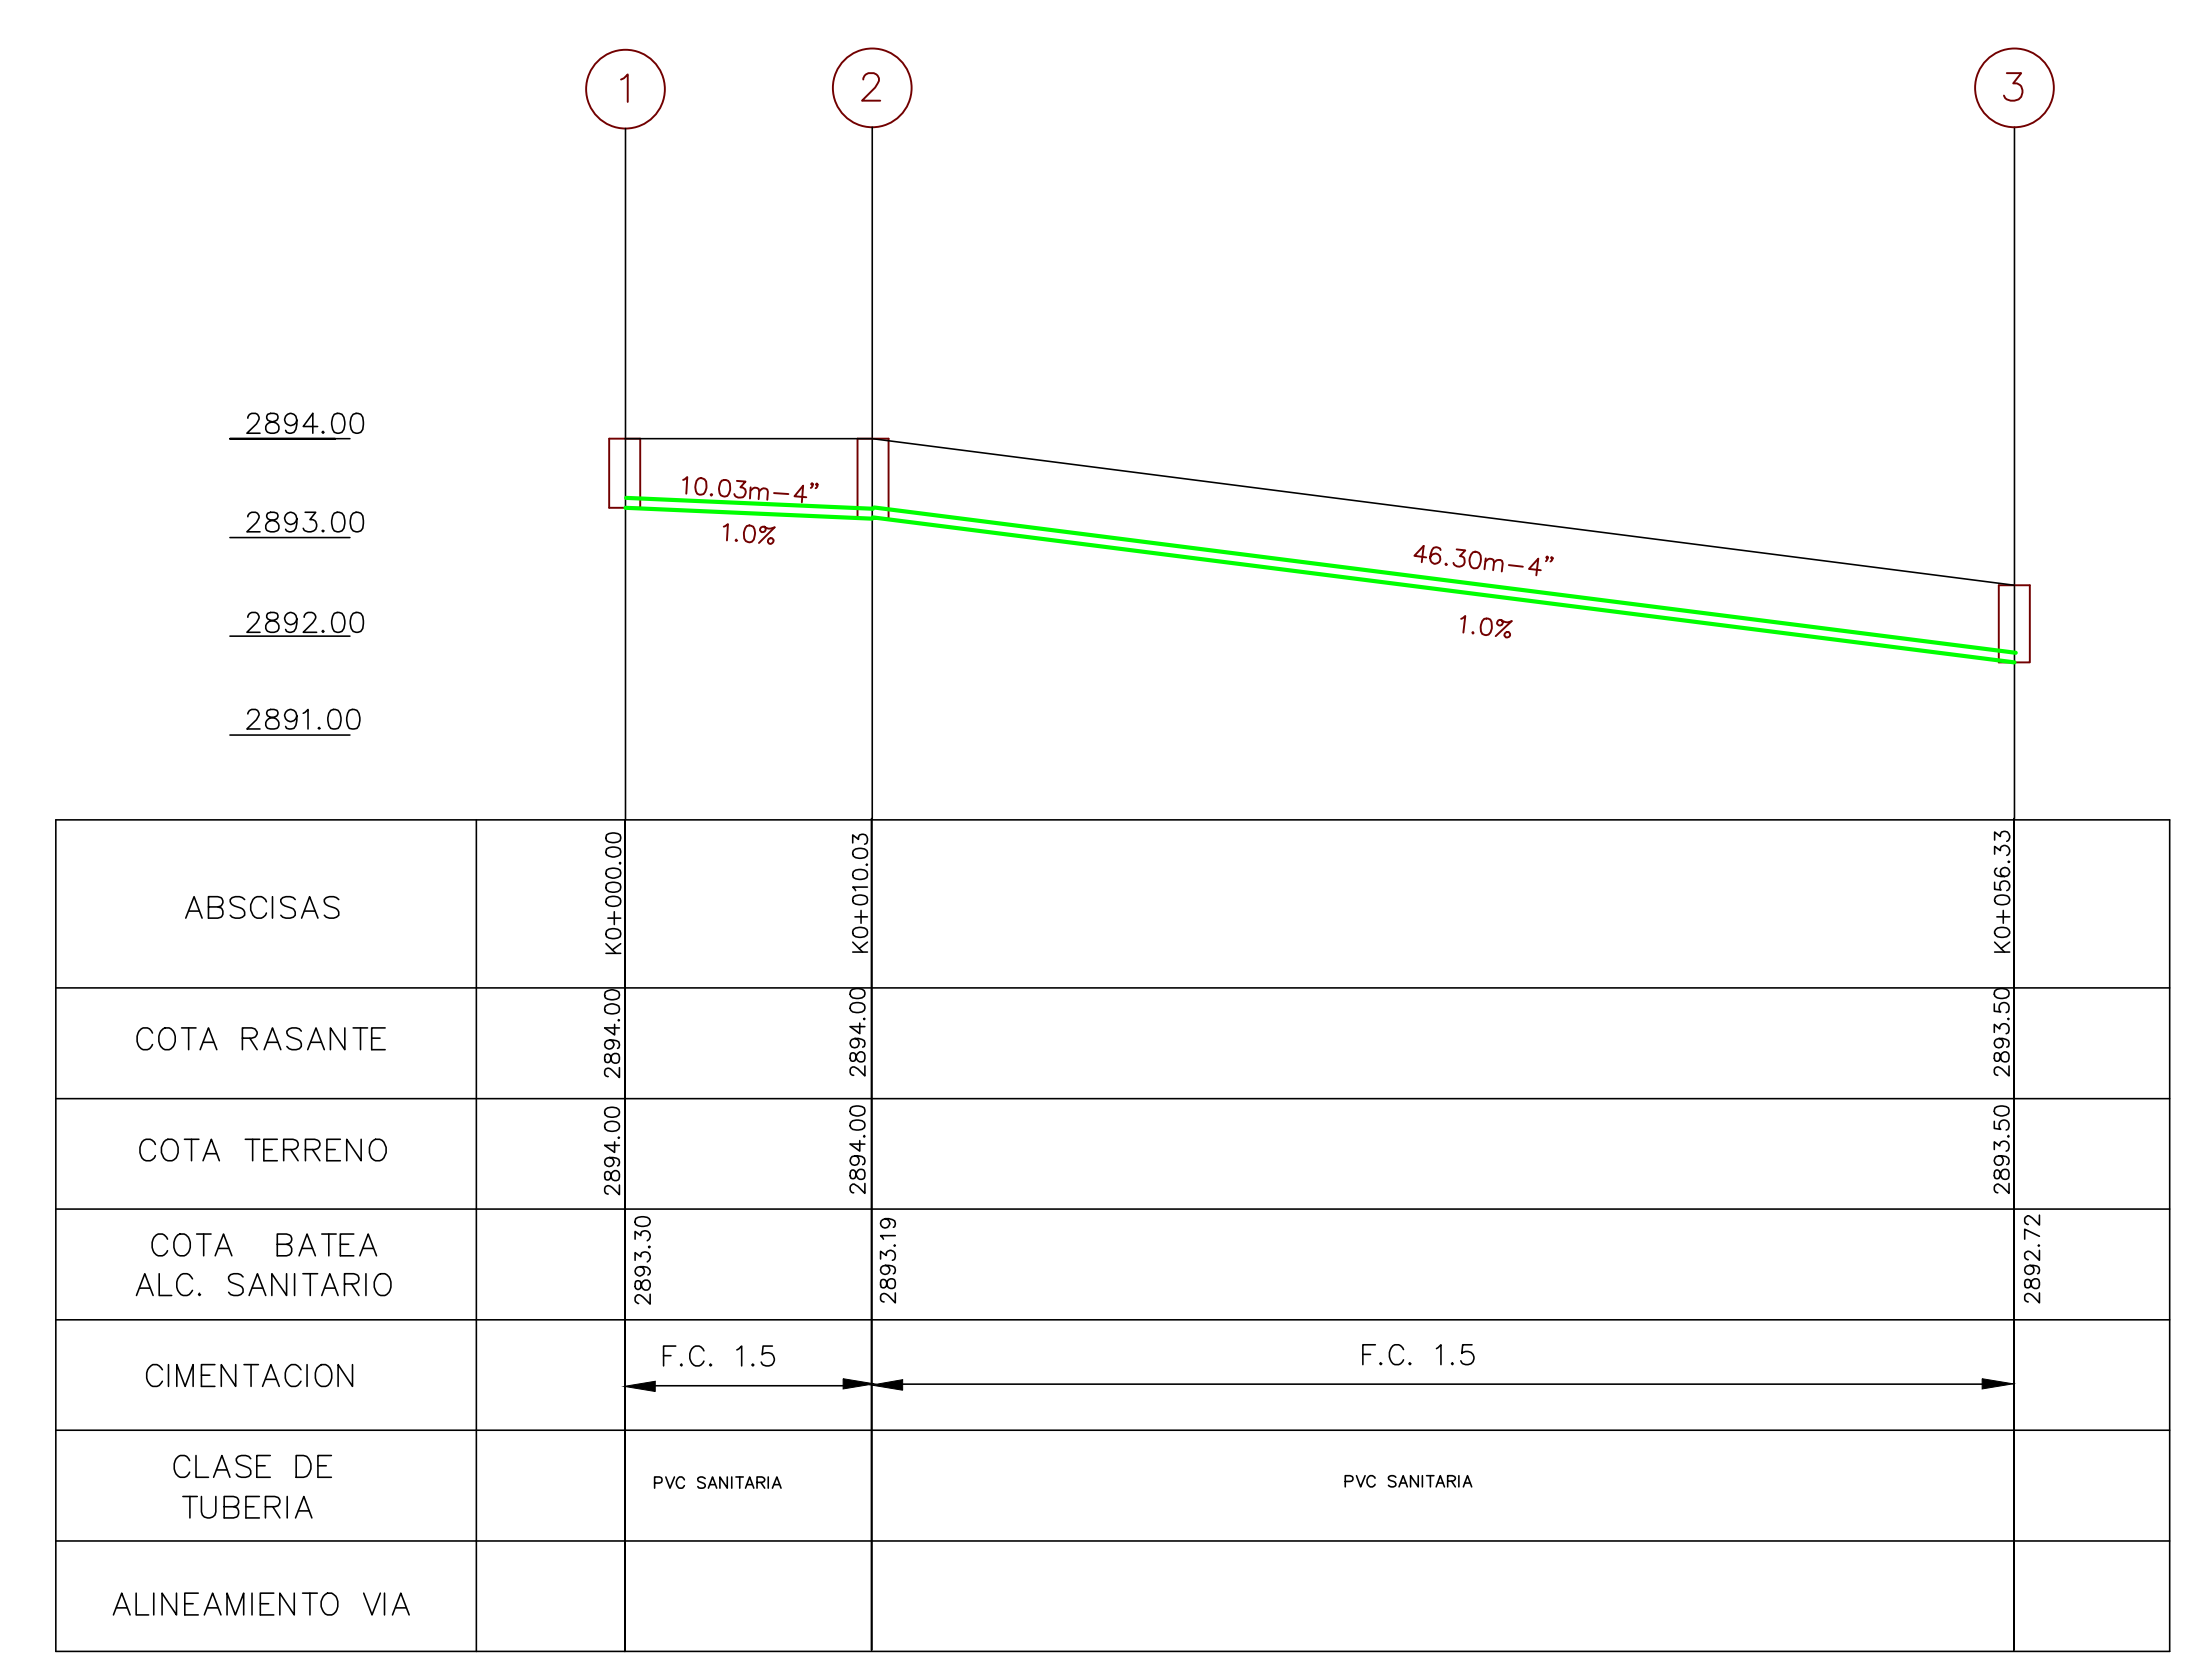 1 2 3
2894.00
10.03m-4”
2893.00
1.0%
46.30m-4”
2892.00
1.0%
2891.00
ABSCISAS K0+000.00 K0+010.03 K0+056.33
COTA RASANTE 2894.00 2894.00 2893.50
COTA TERRENO 2894.00 2894.00 2893.50
COTA BATEA
ALC. SANITARIO 2893.30 2893.19 2892.72
CIMENTACION F.C. 1.5 F.C. 1.5
CLASE DE
TUBERIA PVC SANITARIA PVC SANITARIA
ALINEAMIENTO VIA